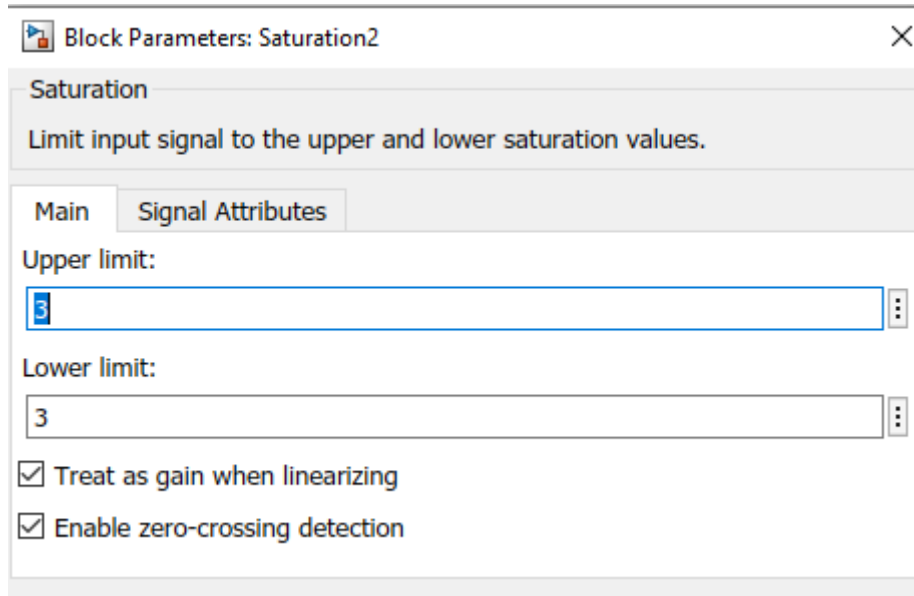 Block Parameters: Saturation2
Saturation
Limit input signal to the upper and lower saturation values.
Main Signal Attributes
Upper limit:
3
Lower limit:
3
Treat as gain when linearizing
Enable zero-crossing detection